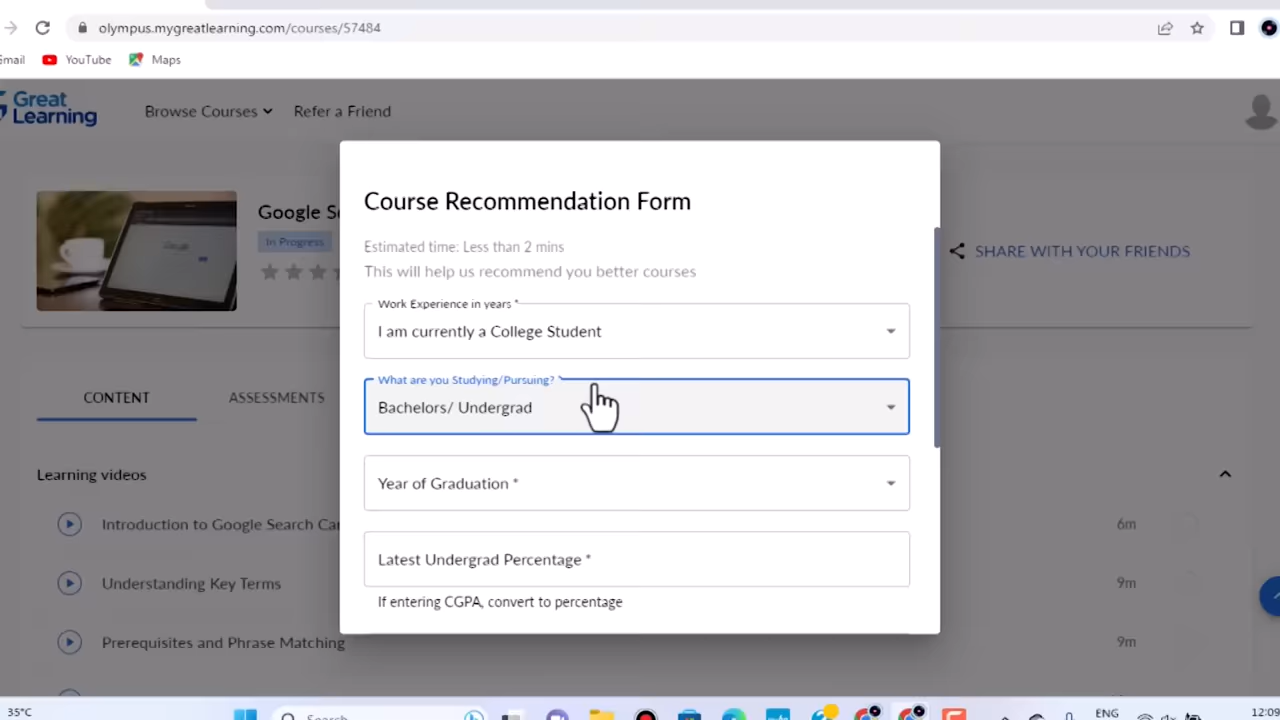 olympus.mygreatlearning.com/courses/57484
YouTube
Maps
Great
Learning
Browse Courses
Refer a Friend
Course Recommendation Form
Estimated time: Less than 2 mins
This will help us recommend you better courses
Work Experience in years *
I am currently a College Student
What are you Studying/Pursuing? *
Bachelors/ Undergrad
Year of Graduation *
Latest Undergrad Percentage *
If entering CGPA, convert to percentage
Google
In Progress
SHARE WITH YOUR FRIENDS
CONTENT
ASSESSMENTS
Learning videos
Introduction to Google Search
6m
Understanding Key Terms
9m
Prerequisites and Phrase Matching
9m
35°C
Search
ENG
12:09